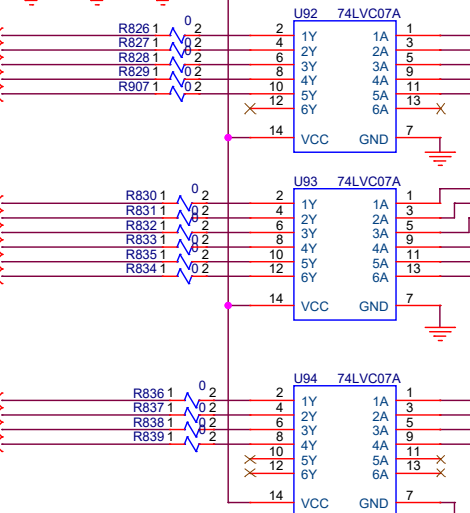 U92 74LVC07A
R826 1 0 2 2 1Y 1A 1
R827 1 0 2 4 2Y 2A 3
R828 1 0 2 6 3Y 3A 5
R829 1 0 2 8 4Y 4A 9
R907 1 0 2 10 5Y 5A 11
12 6Y 6A 13
14 VCC GND 7
U93 74LVC07A
R830 1 0 2 2 1Y 1A 1
R831 1 0 2 4 2Y 2A 3
R832 1 0 2 6 3Y 3A 5
R833 1 0 2 8 4Y 4A 9
R835 1 0 2 10 5Y 5A 11
R834 1 0 2 12 6Y 6A 13
14 VCC GND 7
U94 74LVC07A
R836 1 0 2 2 1Y 1A 1
R837 1 0 2 4 2Y 2A 3
R838 1 0 2 6 3Y 3A 5
R839 1 0 2 8 4Y 4A 9
10 5Y 5A 11
12 6Y 6A 13
14 VCC GND 7